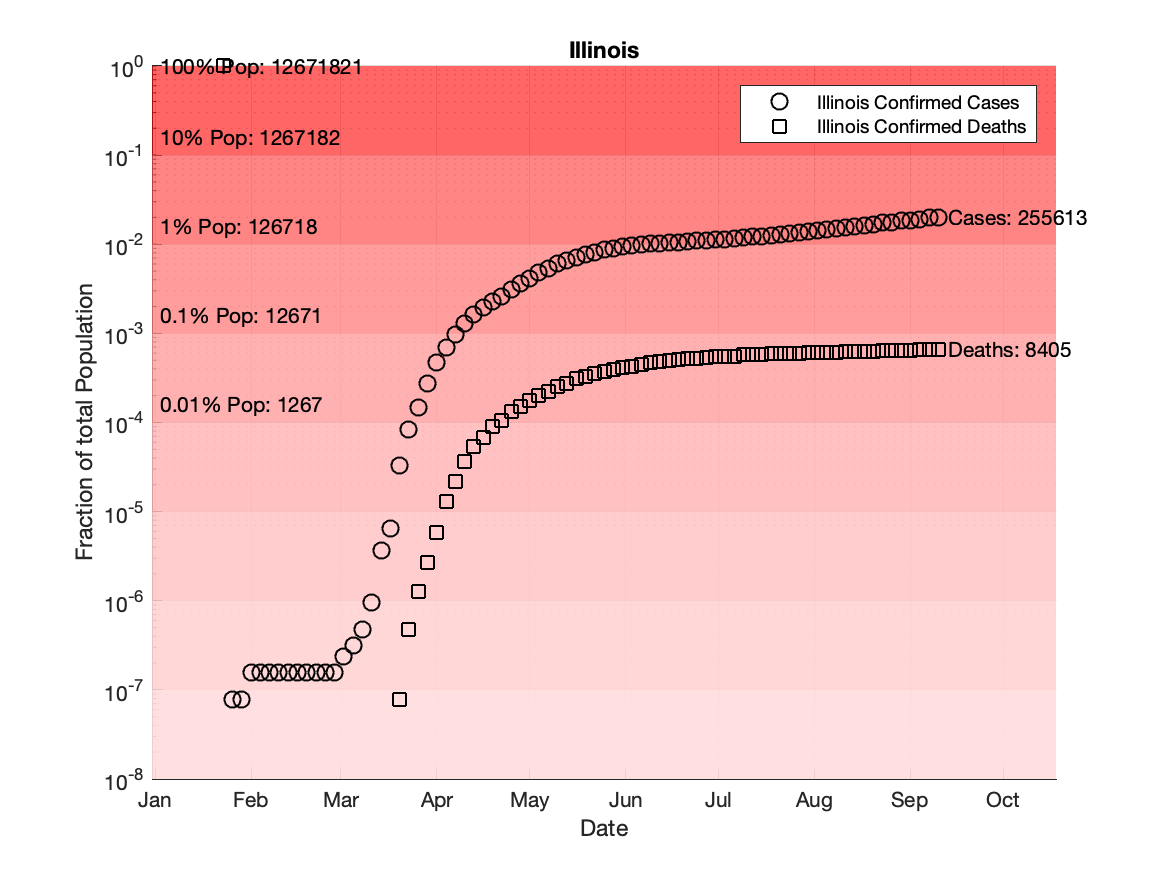 Illinois
10^0
100% Pop: 12671821
Illinois Confirmed Cases
Illinois Confirmed Deaths
10% Pop: 1267182
10^-1
1% Pop: 126718
Cases: 255613
10^-2
0.1% Pop: 12671
10^-3
Deaths: 8405
0.01% Pop: 1267
10^-4
10^-5
10^-6
10^-7
10^-8
Fraction of total Population
Jan Feb Mar Apr May Jun Jul Aug Sep Oct
Date